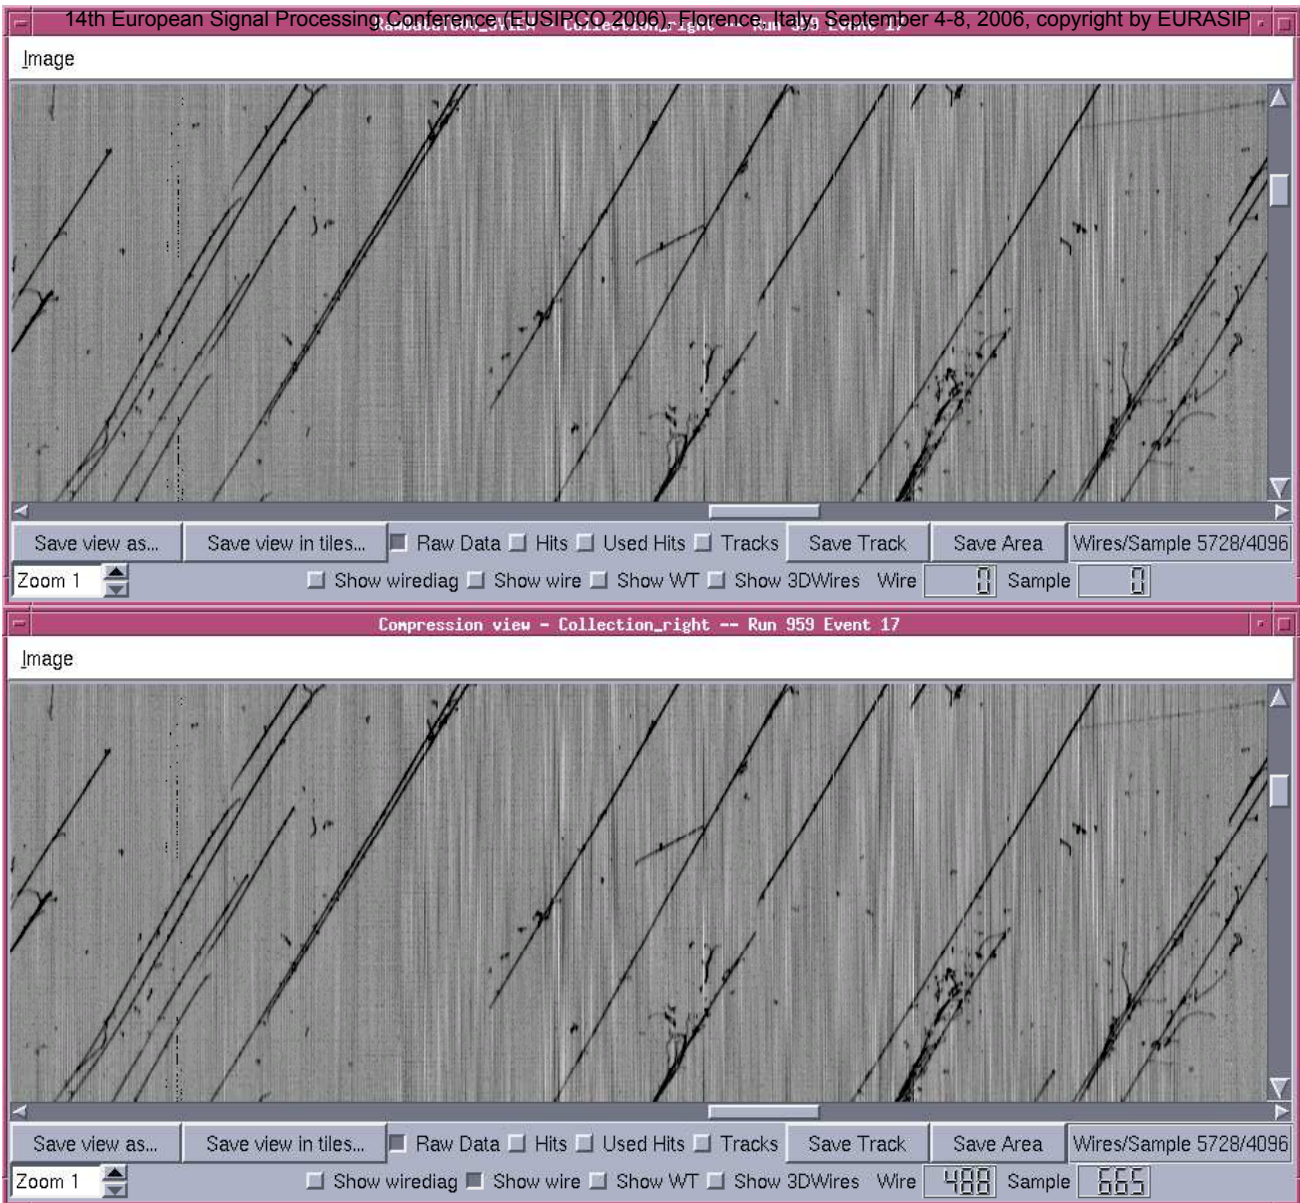 14th European Signal Processing Conference (EUSIPCO 2006), Florence, Italy, September 4-8, 2006, copyright by EURASIP
Collection_right -- Run 959 Event 17
Image
Save view as... Save view in tiles... Raw Data Hits Used Hits Tracks Save Track Save Area Wires/Sample 5728/4096
Zoom 1 Show wirediag Show wire Show WT Show 3DWires Wire 0 Sample 0
Compression view - Collection_right -- Run 959 Event 17
Image
Save view as... Save view in tiles... Raw Data Hits Used Hits Tracks Save Track Save Area Wires/Sample 5728/4096
Zoom 1 Show wirediag Show wire Show WT Show 3DWires Wire 488 Sample 665